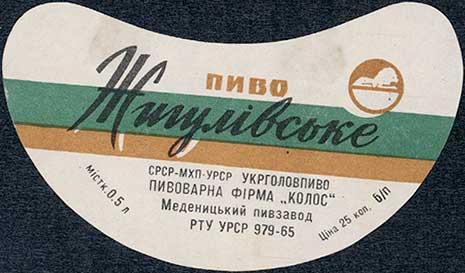 ПИВО
Жигулівське
СРСР-МХП-УРСР УКРГОЛОВПИВО
ПИВОВАРНА ФІРМА „КОЛОС"
Меденицький пивзавод
РТУ УРСР 979-65
містк. 0,5 л
Ціна 25 коп. б/п